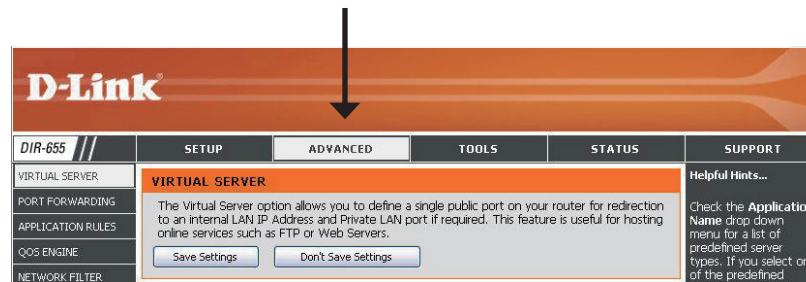 D-Link
DIR-655
SETUP
ADVANCED
TOOLS
STATUS
SUPPORT
VIRTUAL SERVER
PORT FORWARDING
APPLICATION RULES
QOS ENGINE
NETWORK FILTER
VIRTUAL SERVER
The Virtual Server option allows you to define a single public port on your router for redirection
to an internal LAN IP Address and Private LAN port if required. This feature is useful for hosting
online services such as FTP or Web Servers.
Save Settings
Don't Save Settings
Helpful Hints...
Check the Applicatio
Name drop down
menu for a list of
predefined server
types. If you select on
of the predefined